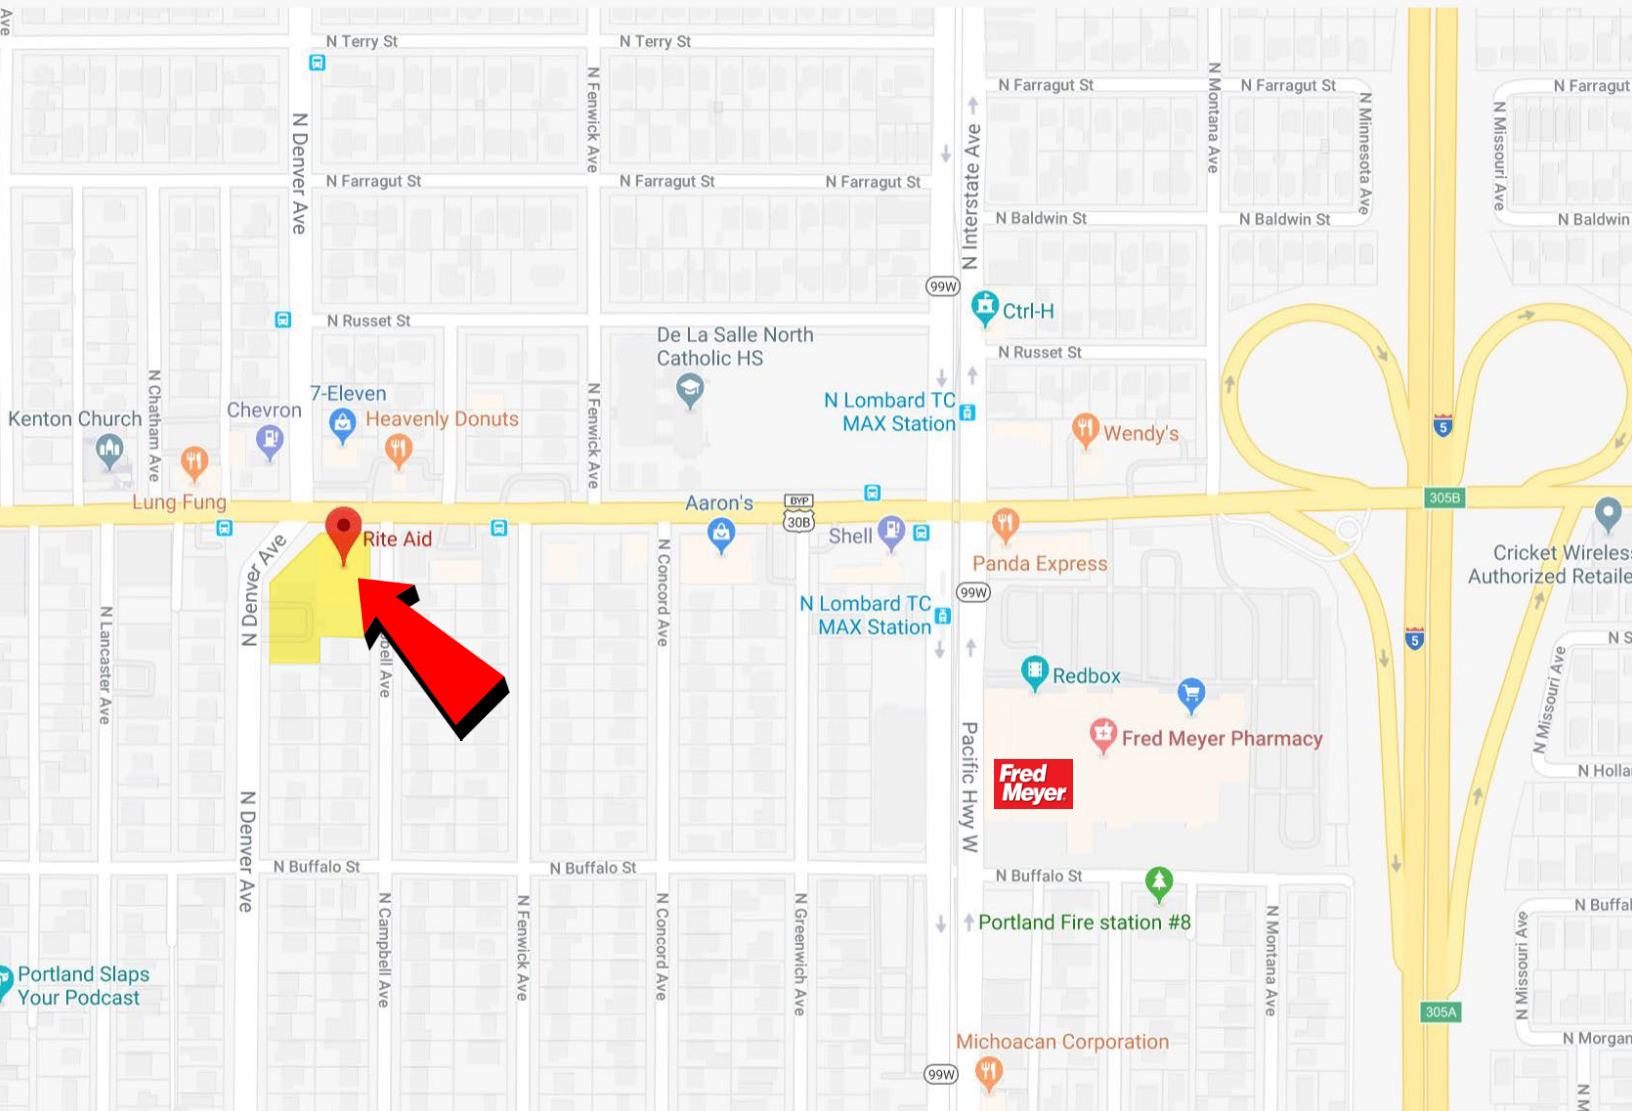 Ave
N Terry St
N Terry St
N Farragut St
N Farragut St
N Farragut
N Denver Ave
N Fenwick Ave
N Interstate Ave
N Montana Ave
N Minnesota Ave
N Missouri Ave
N Farragut St
N Farragut St
N Farragut St
N Baldwin St
N Baldwin St
N Baldwin
99W
Ctrl-H
N Russet St
De La Salle North
Catholic HS
N Russet St
N Chatham Ave
7-Eleven
Chevron
Heavenly Donuts
Kenton Church
N Fenwick Ave
N Lombard TC
MAX Station
Wendy's
5
Lung Fung
Aaron's
BYP
30B
305B
Rite Aid
Shell
Panda Express
Cricket Wireless
Authorized Retaile
N Denver Ave
N Concord Ave
99W
N Lombard TC
MAX Station
N Lancaster Ave
bell Ave
5
N S
N Missouri Ave
Redbox
Fred Meyer Pharmacy
Pacific Hwy W
Fred
Meyer
N Holla
N Denver Ave
N Buffalo St
N Buffalo St
N Buffalo St
N Buffal
Portland Fire station #8
N Campbell Ave
N Fenwick Ave
N Concord Ave
N Greenwich Ave
N Montana Ave
N Missouri Ave
Portland Slaps
Your Podcast
305A
Michoacan Corporation
N Morgan
99W
N M